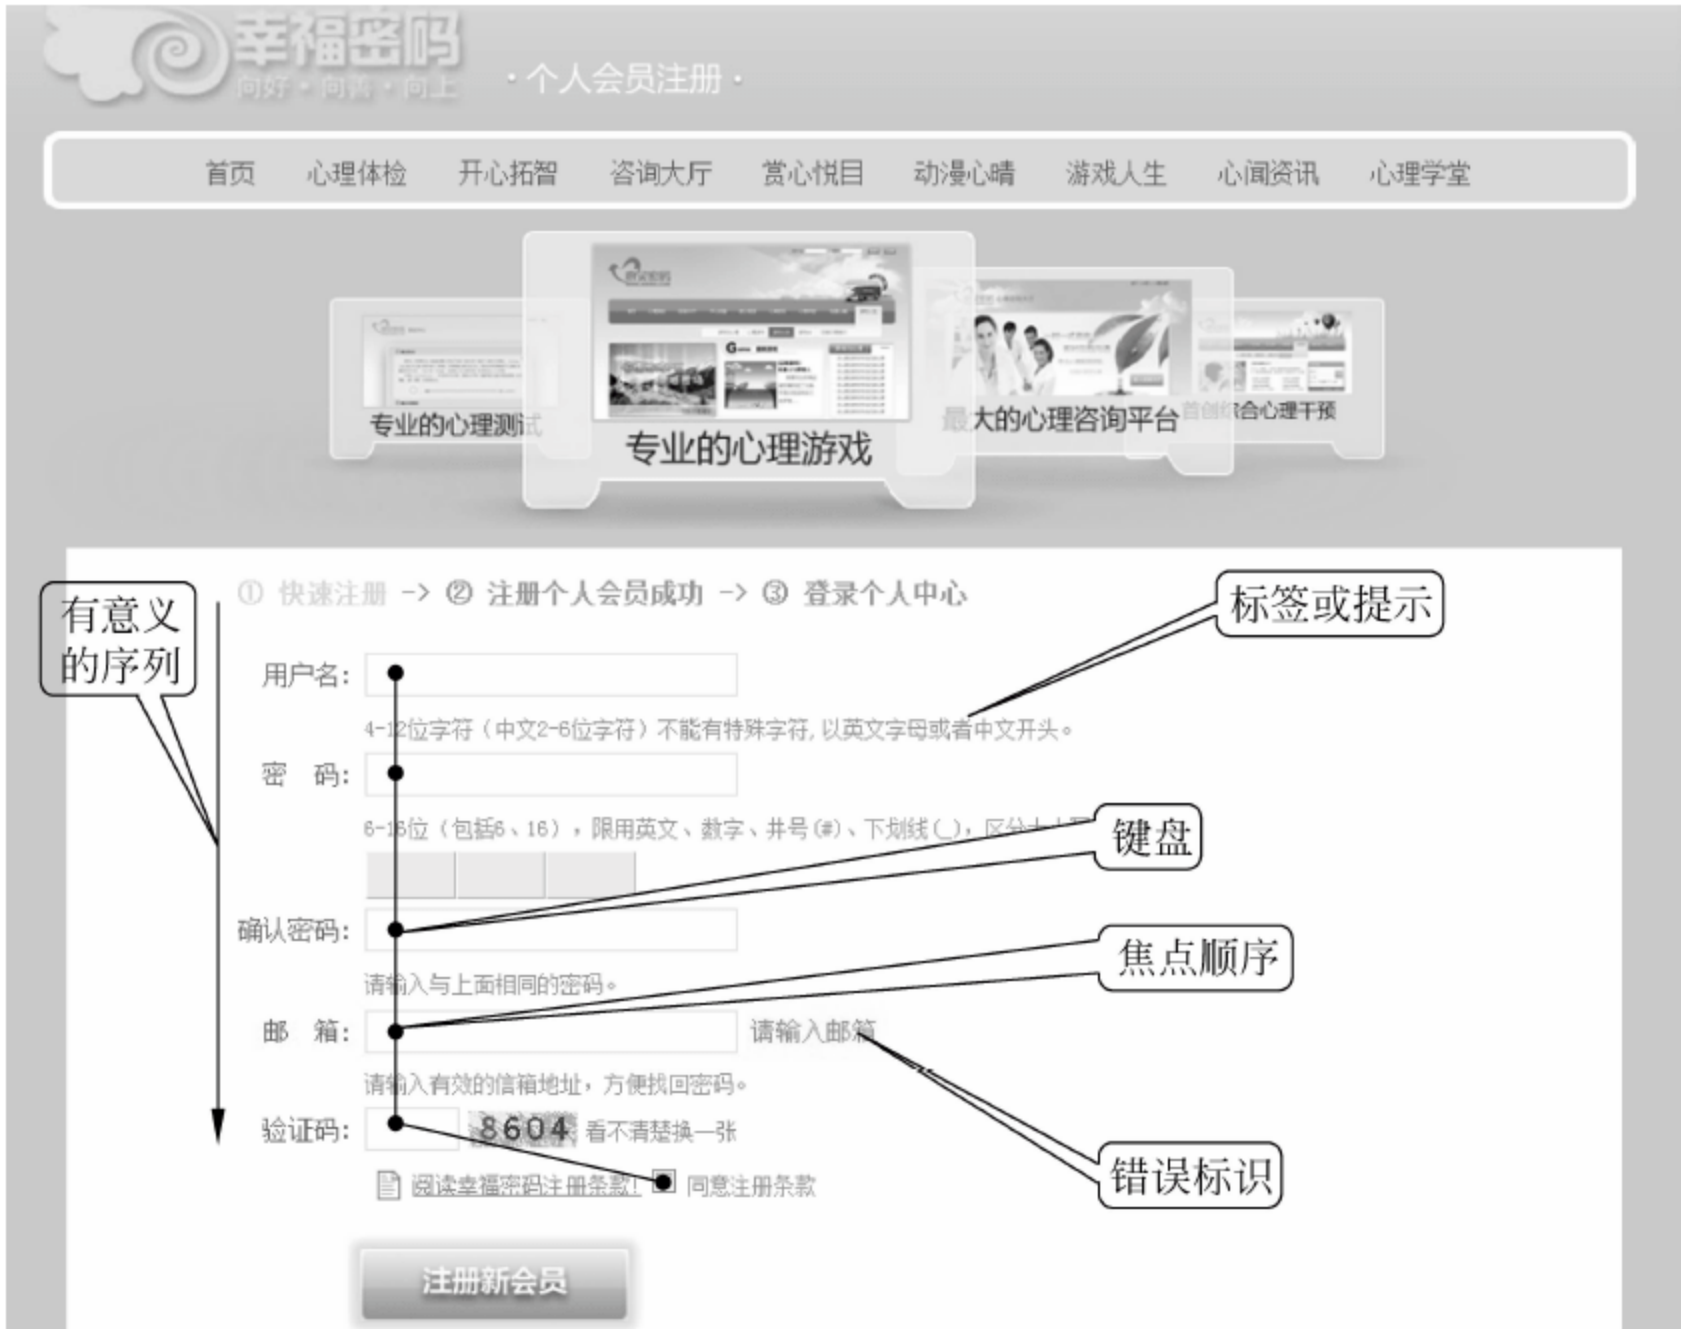 幸福密码
向好·向善·向上
·个人会员注册·
首页 心理体检 开心拓智 咨询大厅 赏心悦目 动漫心晴 游戏人生 心闻资讯 心理学堂
专业的心理测试
专业的心理游戏
最大的心理咨询平台
首创综合心理干预
有意义
的序列
① 快速注册 -> ② 注册个人会员成功 -> ③ 登录个人中心
标签或提示
用户名:
4-12位字符（中文2-6位字符）不能有特殊字符,以英文字母或者中文开头。
密 码:
6-16位（包括6、16），限用英文、数字、井号(#)、下划线(_)，区分大
键盘
确认密码:
请输入与上面相同的密码。
焦点顺序
邮 箱: 请输入邮箱
请输入有效的信箱地址，方便找回密码。
验证码: 8604 看不清楚换一张
错误标识
阅读幸福密码注册条款! 同意注册条款
注册新会员